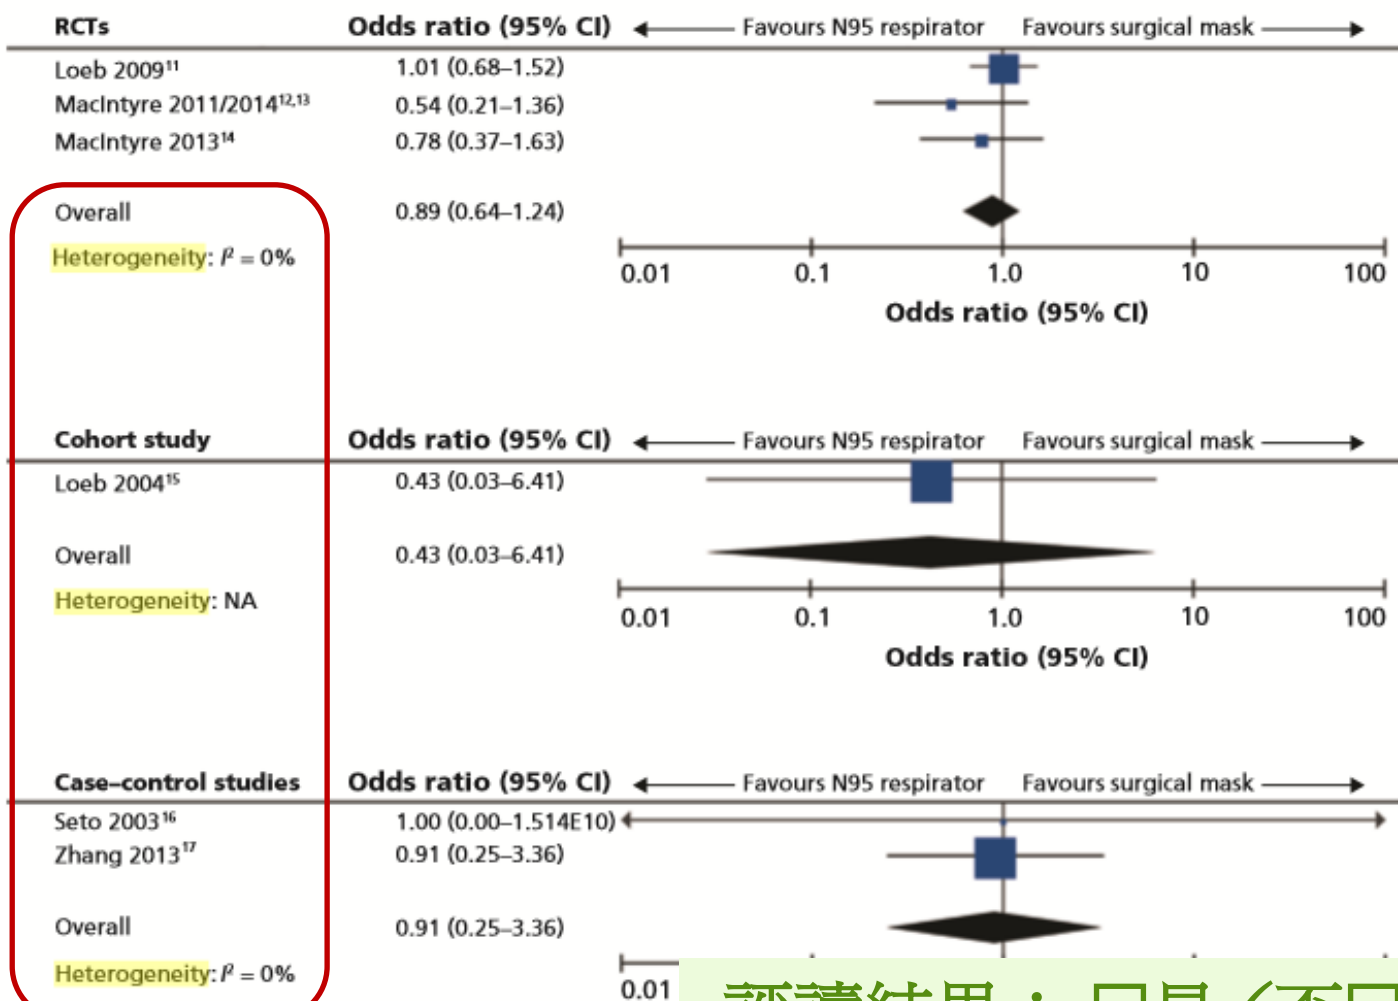 RCTs Odds ratio (95% CI) Favours N95 respirator Favours surgical mask
Loeb 2009¹¹ 1.01 (0.68–1.52)
MacIntyre 2011/2014¹²,¹³ 0.54 (0.21–1.36)
MacIntyre 2013¹⁴ 0.78 (0.37–1.63)
Overall 0.89 (0.64–1.24)
Heterogeneity: I² = 0%
0.01 0.1 1.0 10 100
Odds ratio (95% CI)
Cohort study Odds ratio (95% CI) Favours N95 respirator Favours surgical mask
Loeb 2004¹⁵ 0.43 (0.03–6.41)
Overall 0.43 (0.03–6.41)
Heterogeneity: NA
0.01 0.1 1.0 10 100
Odds ratio (95% CI)
Case–control studies Odds ratio (95% CI) Favours N95 respirator Favours surgical mask
Seto 2003¹⁶ 1.00 (0.00–1.514E10)
Zhang 2013¹⁷ 0.91 (0.25–3.36)
Overall 0.91 (0.25–3.36)
Heterogeneity: I² = 0%
0.01